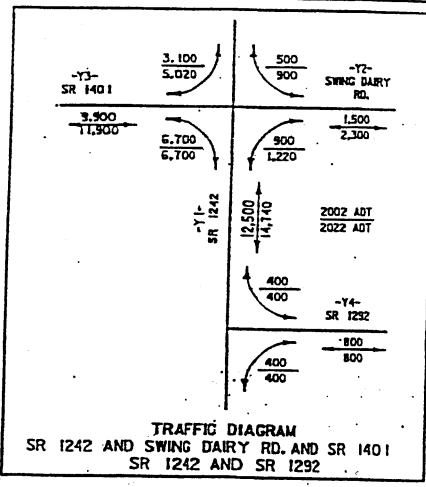 3,100
5,020
500
900
-Y3-
SR 1401
-Y2-
SWING DAIRY
RD.
9,900
11,900
6,700
6,700
900
1,220
1,500
2,300
-Y1-
SR 1242
12,500
14,740
2002 ADT
2022 ADT
400
400
-Y4-
SR 1292
800
800
400
400
TRAFFIC DIAGRAM
SR 1242 AND SWING DAIRY RD. AND SR 1401
SR 1242 AND SR 1292